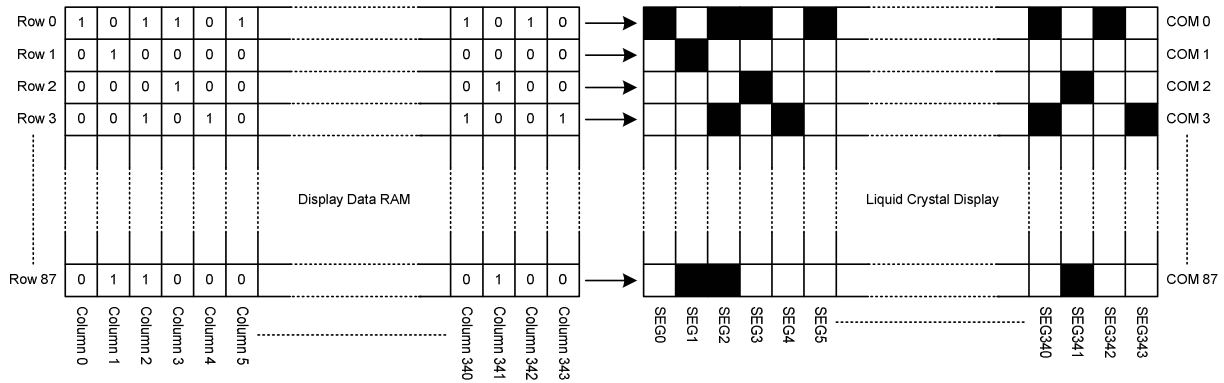 Row 0 1 0 1 1 0 1 1 0 1 0 COM 0
Row 1 0 1 0 0 0 0 0 0 0 0 COM 1
Row 2 0 0 0 1 0 0 0 1 0 0 COM 2
Row 3 0 0 1 0 1 0 1 0 0 1 COM 3
Display Data RAM Liquid Crystal Display
Row 87 0 1 1 0 0 0 0 1 0 0 COM 87
Column 0 Column 1 Column 2 Column 3 Column 4 Column 5 Column 340 Column 341 Column 342 Column 343 SEG0 SEG1 SEG2 SEG3 SEG4 SEG5 SEG340 SEG341 SEG342 SEG343